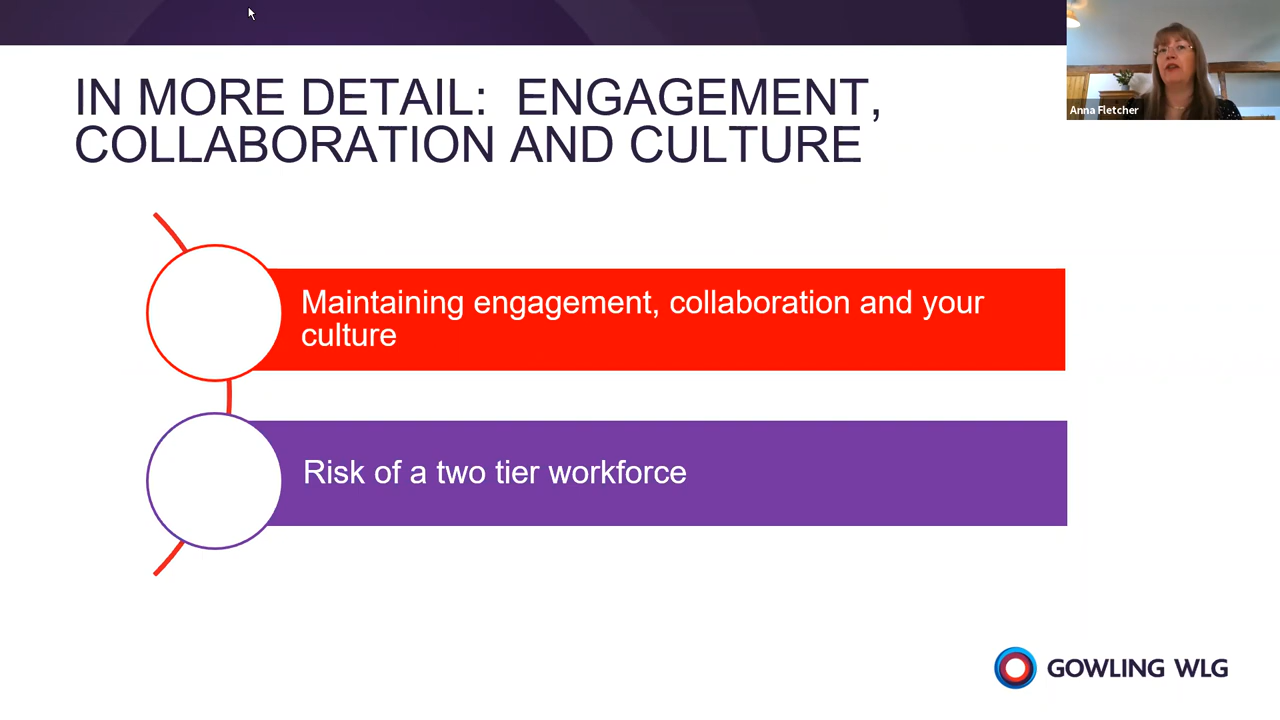 IN MORE DETAIL: ENGAGEMENT,
COLLABORATION AND CULTURE
Anna Fletcher
Maintaining engagement, collaboration and your
culture
Risk of a two tier workforce
GOWLING WLG